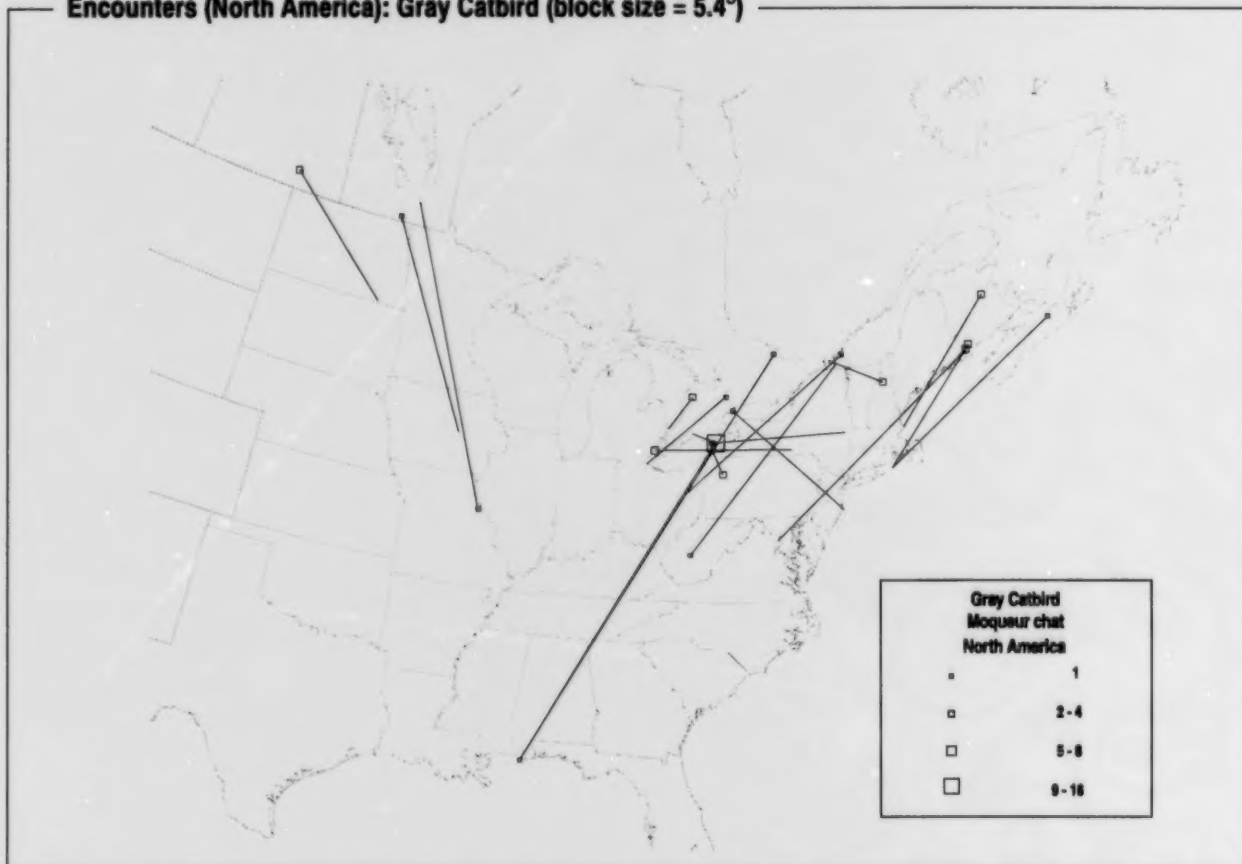 Encounters (North America): Gray Catbird (block size = 5.4°)
Gray Catbird
Moqueur chat
North America
1
2 - 4
5 - 8
9 - 16